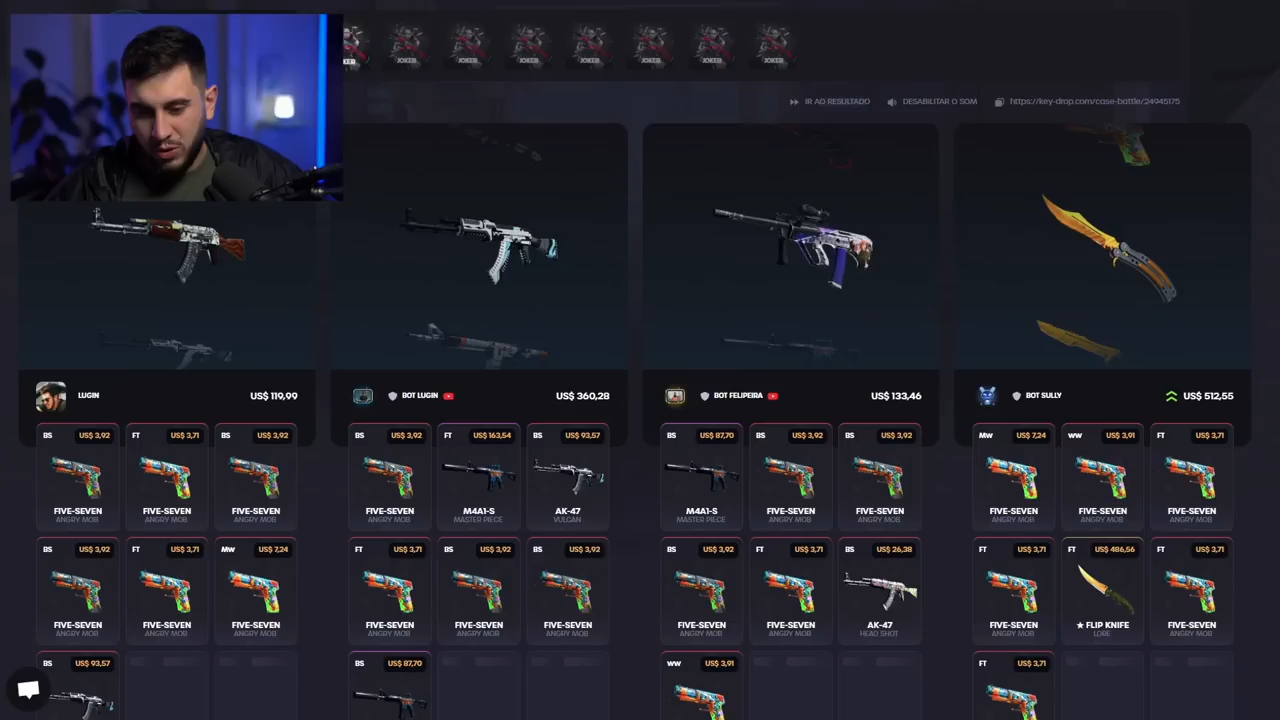 JOKER JOKER JOKER JOKER JOKER JOKER JOKER JOKER
IR AO RESULTADO DESABILITAR O SOM https://key-drop.com/case-battle/24945175
LUGIN US$ 119,99
BOT LUGIN US$ 360,28
BOT FELIPEIRA US$ 133,46
BOT SULLY US$ 512,55
BS US$ 3,92 FT US$ 3,71 BS US$ 3,92
FIVE-SEVEN FIVE-SEVEN FIVE-SEVEN
ANGRY MOB ANGRY MOB ANGRY MOB
BS US$ 3,92 FT US$ 3,71 MW US$ 7,24
FIVE-SEVEN FIVE-SEVEN FIVE-SEVEN
ANGRY MOB ANGRY MOB ANGRY MOB
BS US$ 93,57
BS US$ 3,92 FT US$ 163,54 BS US$ 93,57
FIVE-SEVEN M4A1-S AK-47
ANGRY MOB MASTER PIECE VULCAN
FT US$ 3,71 BS US$ 3,92 BS US$ 3,92
FIVE-SEVEN FIVE-SEVEN FIVE-SEVEN
ANGRY MOB ANGRY MOB ANGRY MOB
BS US$ 87,70
BS US$ 87,70 BS US$ 3,92 BS US$ 3,92
M4A1-S FIVE-SEVEN FIVE-SEVEN
MASTER PIECE ANGRY MOB ANGRY MOB
BS US$ 3,92 FT US$ 3,71 BS US$ 26,38
FIVE-SEVEN FIVE-SEVEN AK-47
ANGRY MOB ANGRY MOB HEAD SHOT
WW US$ 3,91
MW US$ 7,24 WW US$ 3,91 FT US$ 3,71
FIVE-SEVEN FIVE-SEVEN FIVE-SEVEN
ANGRY MOB ANGRY MOB ANGRY MOB
FT US$ 3,71 FT US$ 486,56 FT US$ 3,71
FIVE-SEVEN ★ FLIP KNIFE FIVE-SEVEN
ANGRY MOB LORE ANGRY MOB
FT US$ 3,71